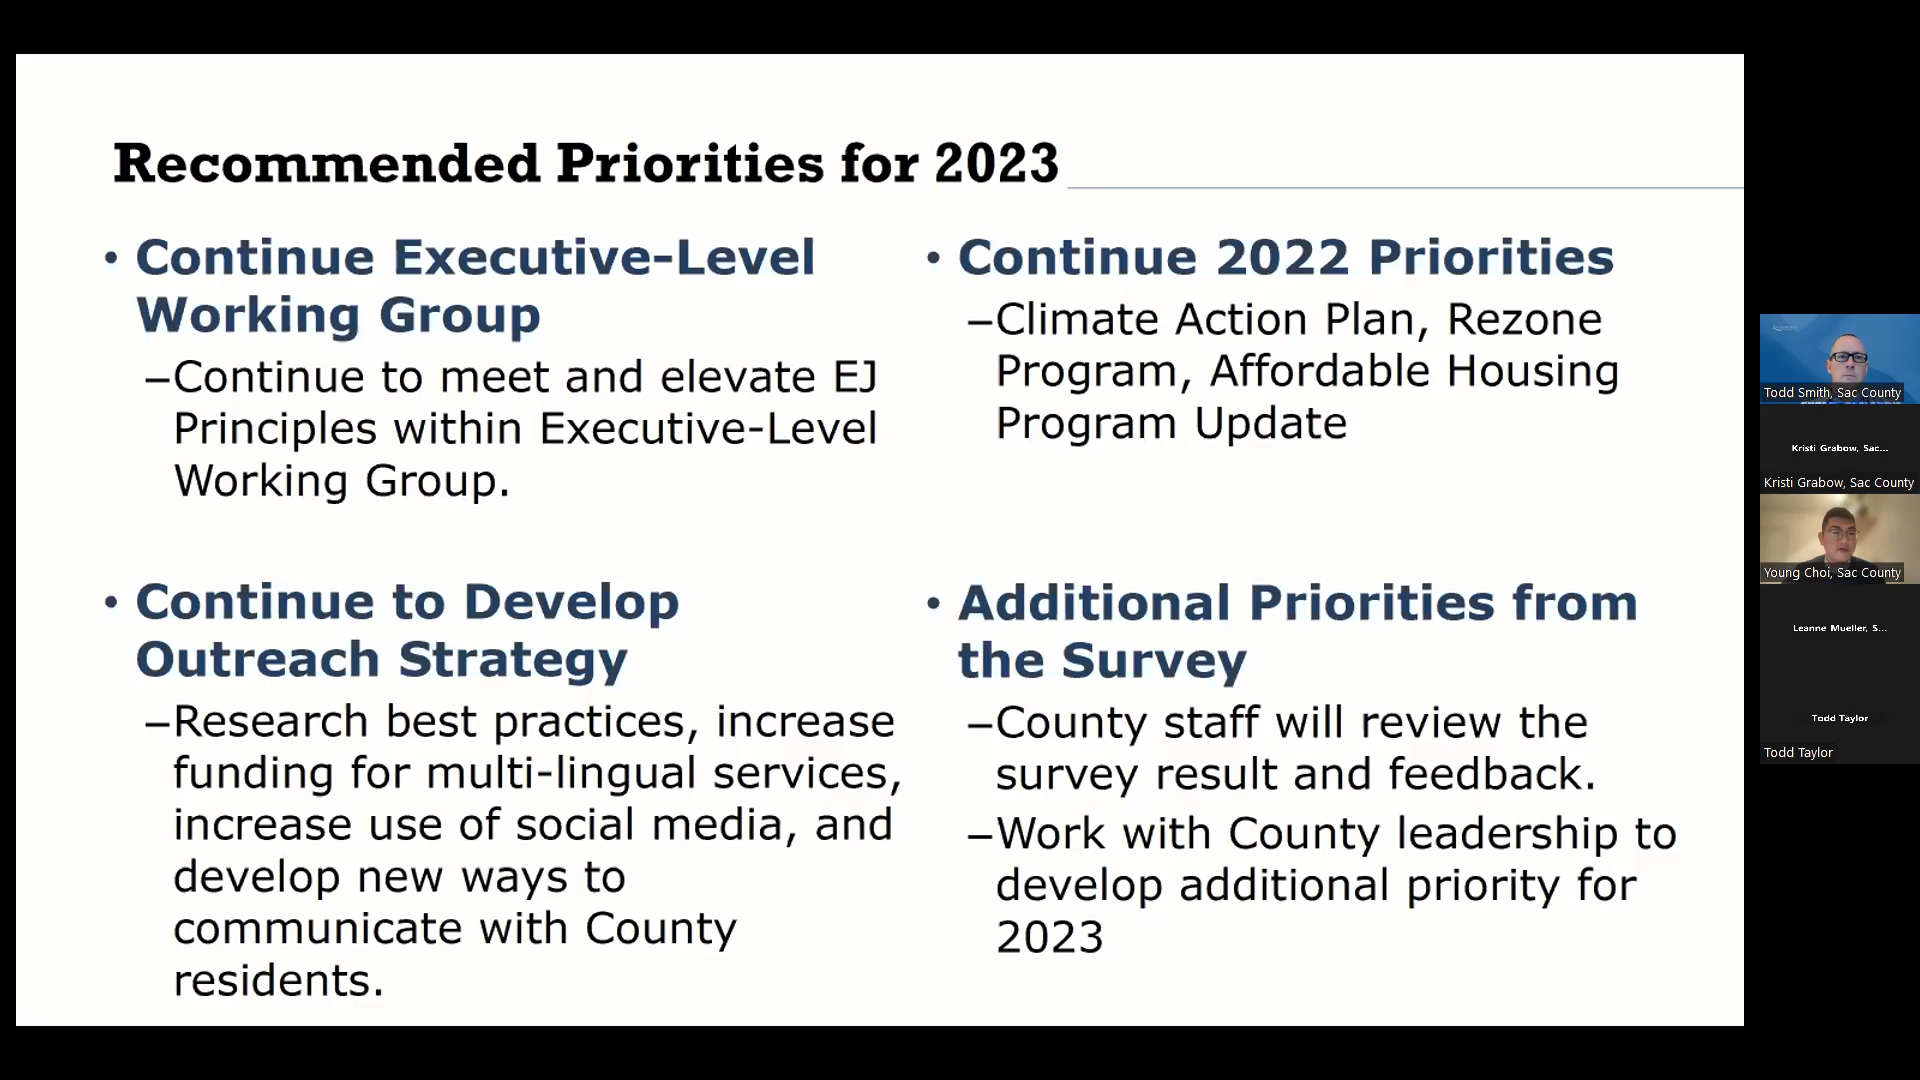 Recommended Priorities for 2023
• Continue Executive-Level
Working Group
–Continue to meet and elevate EJ
Principles within Executive-Level
Working Group.
• Continue to Develop
Outreach Strategy
–Research best practices, increase
funding for multi-lingual services,
increase use of social media, and
develop new ways to
communicate with County
residents.
• Continue 2022 Priorities
–Climate Action Plan, Rezone
Program, Affordable Housing
Program Update
• Additional Priorities from
the Survey
–County staff will review the
survey result and feedback.
–Work with County leadership to
develop additional priority for
2023
Todd Smith, Sac County
Kristi Grabow, Sac...
Kristi Grabow, Sac County
Young Choi, Sac County
Leanne Mueller, S...
Todd Taylor
Todd Taylor